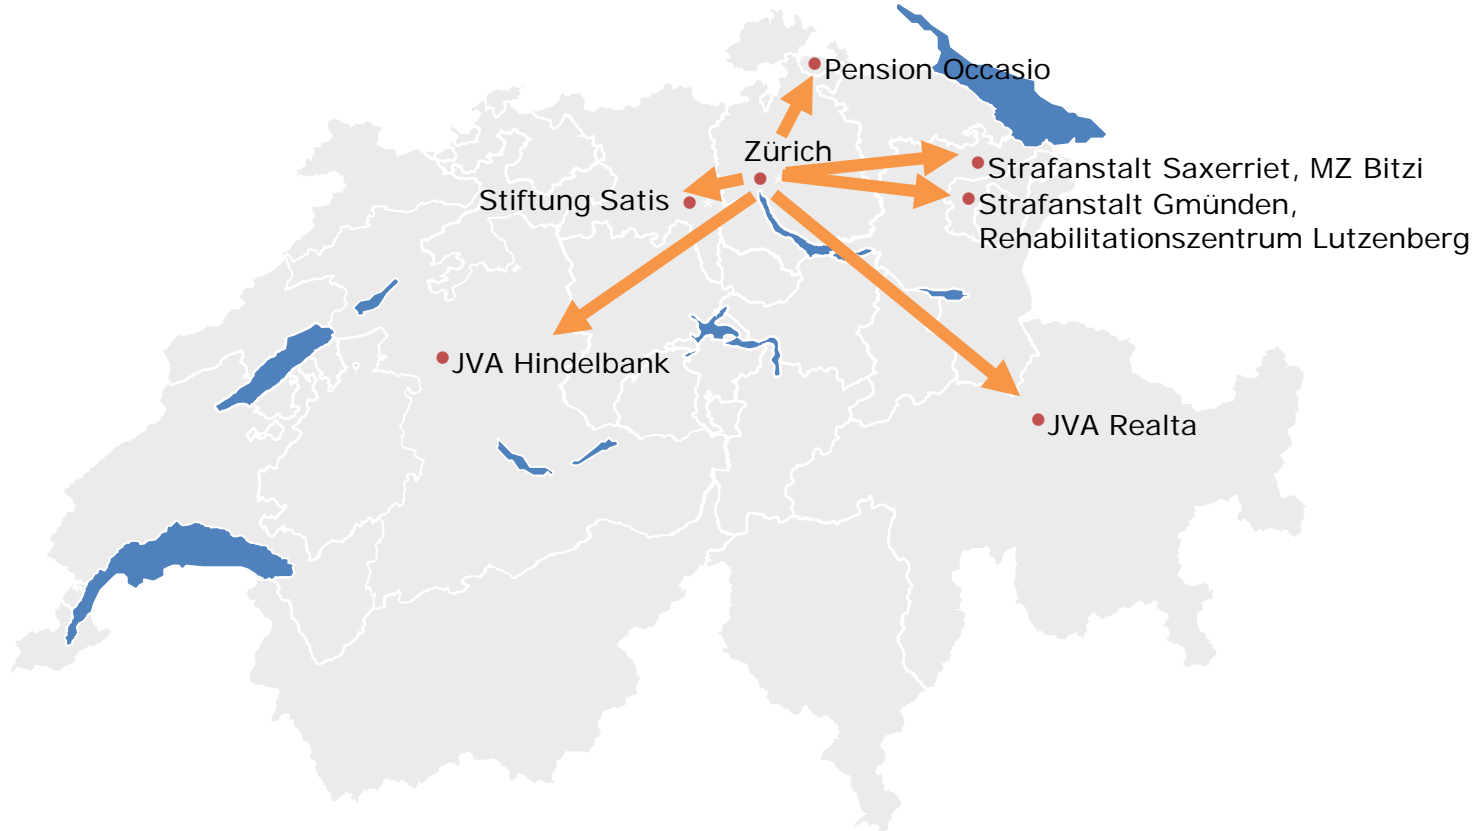 Pension Occasio
Zürich
Strafanstalt Saxerriet, MZ Bitzi
Stiftung Satis
Strafanstalt Gmünden,
Rehabilitationszentrum Lutzenberg
JVA Hindelbank
JVA Realta